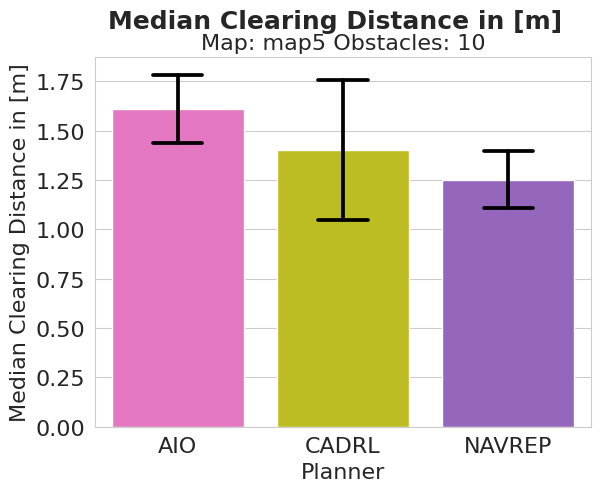 Median Clearing Distance in [m]
Map: map5 Obstacles: 10
Median Clearing Distance in [m]
1.75
1.50
1.25
1.00
0.75
0.50
0.25
0.00
AIO CADRL NAVREP
Planner